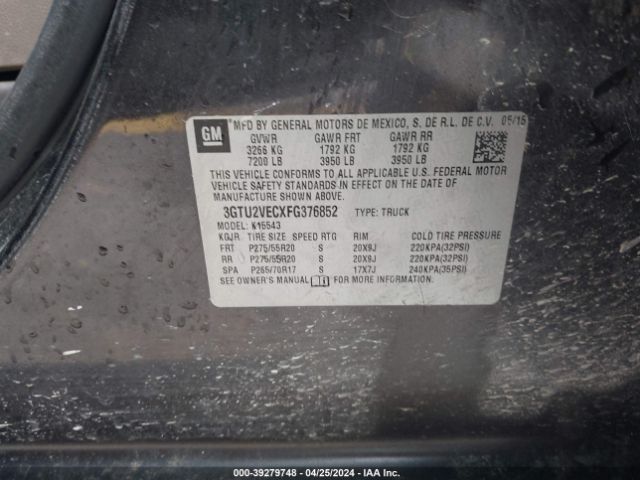 GM MFD BY GENERAL MOTORS DE MEXICO, S. DE R.L. DE C.V. 05/15
GVWR GAWR FRT GAWR RR
3266 KG 1792 KG 1792 KG
7200 LB 3950 LB 3950 LB
THIS VEHICLE CONFORMS TO ALL APPLICABLE U.S. FEDERAL MOTOR
VEHICLE SAFETY STANDARDS IN EFFECT ON THE DATE OF
MANUFACTURE SHOWN ABOVE.
3GTU2VECXFG376852 TYPE: TRUCK
MODEL: K15543
KGJR TIRE SIZE SPEED RTG RIM COLD TIRE PRESSURE
FRT P275/55R20 S 20X9J 220KPA(32PSI)
RR P275/55R20 S 20X9J 220KPA(32PSI)
SPA P265/70R17 S 17X7J 240KPA(35PSI)
SEE OWNER'S MANUAL FOR MORE INFORMATION.
000-39279748 - 04/25/2024 - IAA Inc.